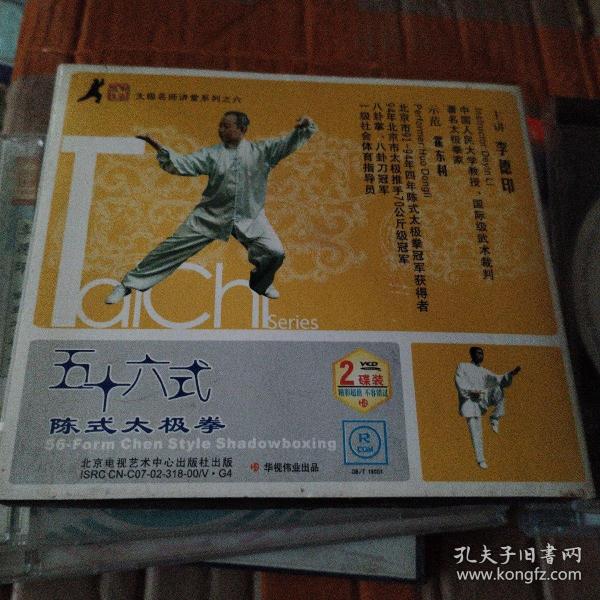 太极名师讲堂系列之六
主讲 李德印
Instructor Deyin Li
中国人民大学教授·国际级武术裁判
著名太极拳家
示范 霍东利
Performer Huo Dongli
北京市91-94年四年陈式太极拳冠军获得者
94年北京市太极推手70公斤级冠军
八卦掌·八卦刀冠军
一级社会体育指导员
TaiChi
Series
五十六式
陈式太极拳
56-Form Chen Style Shadowboxing
北京电视艺术中心出版社出版
ISRC CN-C07-02-318-00/V·G4
华视伟业出品
2
VCD
碟装
R
COM
孔夫子旧书网
www.kongfz.com